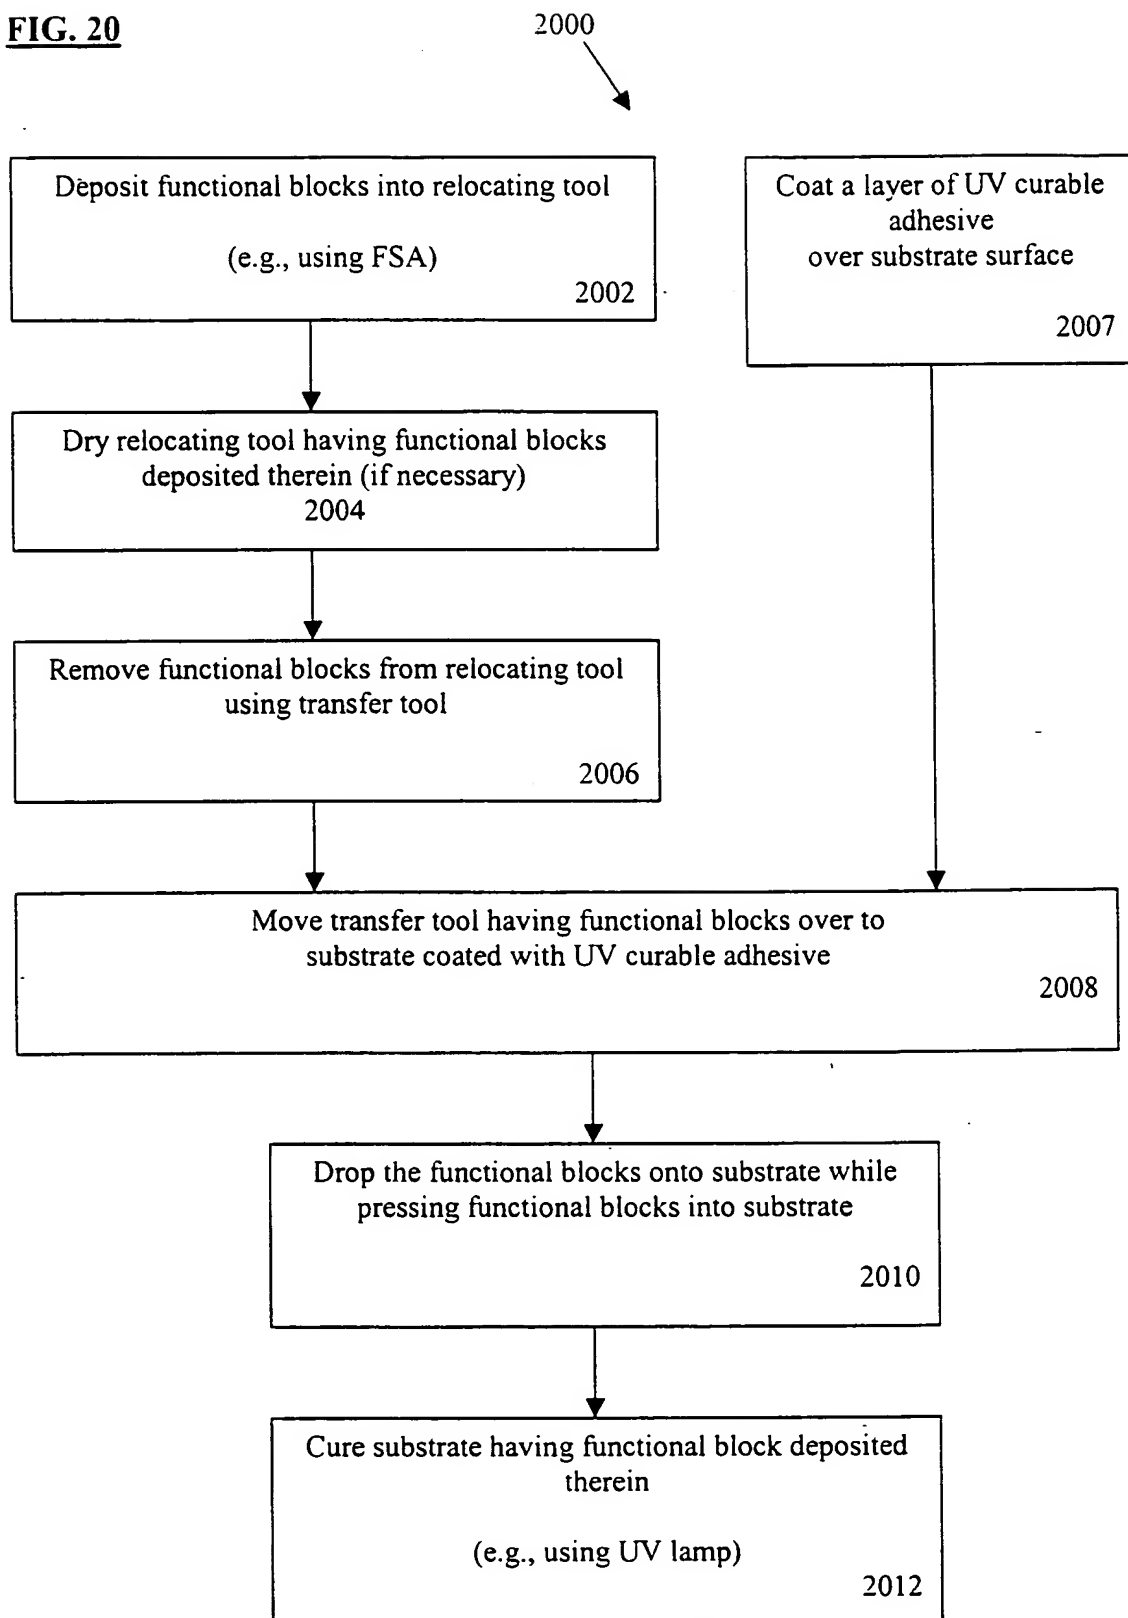 FIG. 20
2000
Deposit functional blocks into relocating tool
(e.g., using FSA)
2002
Coat a layer of UV curable
adhesive
over substrate surface
2007
Dry relocating tool having functional blocks
deposited therein (if necessary)
2004
Remove functional blocks from relocating tool
using transfer tool
2006
Move transfer tool having functional blocks over to
substrate coated with UV curable adhesive
2008
Drop the functional blocks onto substrate while
pressing functional blocks into substrate
2010
Cure substrate having functional block deposited
therein
(e.g., using UV lamp)
2012